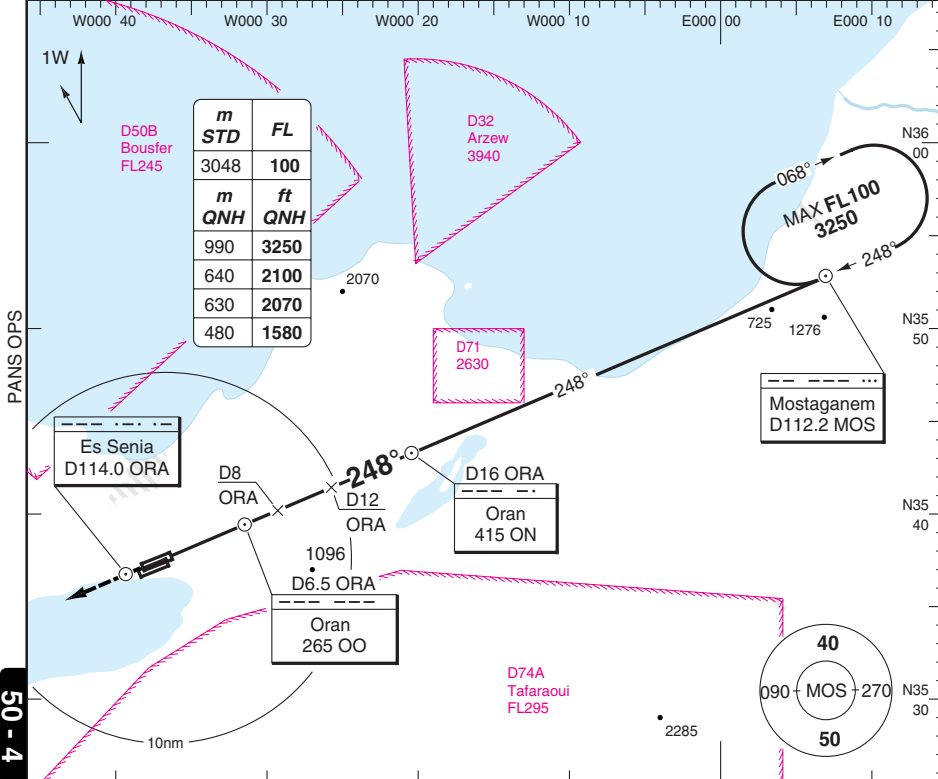 W000 40
W000 30
W000 20
W000 10
E000 00
E000 10
1W
D50B
Bousfer
FL245
m
STD
FL
3048
100
m
QNH
ft
QNH
990
3250
640
2100
630
2070
480
1580
D32
Arzew
3940
N36
00
068°
MAX FL100
3250
248°
2070
725
1276
N35
50
PANS OPS
D71
2630
248°
Mostaganem
D112.2 MOS
Es Senia
D114.0 ORA
D8
ORA
248°
D12
ORA
D16 ORA
Oran
415 ON
N35
40
1096
D6.5 ORA
Oran
265 OO
D74A
Tafaraoui
FL295
2285
40
090
MOS
270
50
N35
30
10nm
50 - 4